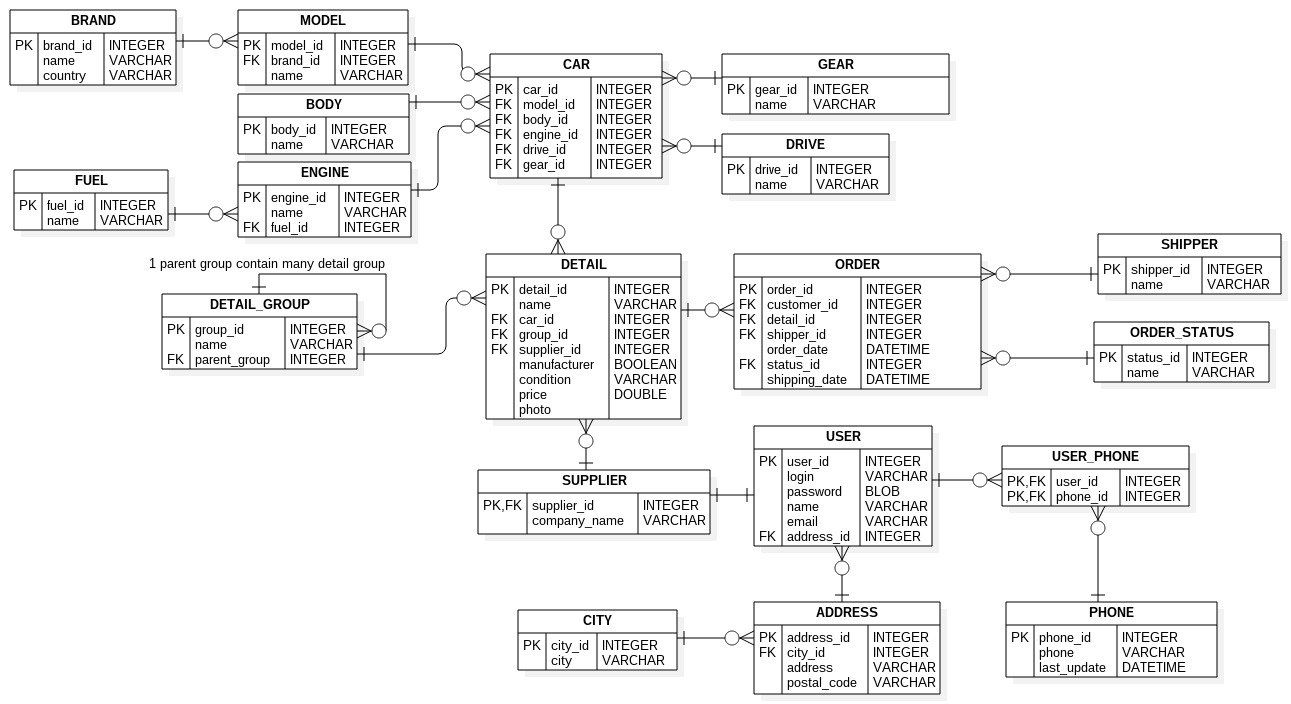 BRAND
PK brand_id INTEGER
name VARCHAR
country VARCHAR
MODEL
PK model_id INTEGER
FK brand_id INTEGER
name VARCHAR
BODY
PK body_id INTEGER
name VARCHAR
FUEL
PK fuel_id INTEGER
name VARCHAR
ENGINE
PK engine_id INTEGER
name VARCHAR
FK fuel_id INTEGER
CAR
PK car_id INTEGER
FK model_id INTEGER
FK body_id INTEGER
FK engine_id INTEGER
FK drive_id INTEGER
FK gear_id INTEGER
GEAR
PK gear_id INTEGER
name VARCHAR
DRIVE
PK drive_id INTEGER
name VARCHAR
1 parent group contain many detail group
DETAIL_GROUP
PK group_id INTEGER
name VARCHAR
FK parent_group INTEGER
DETAIL
PK detail_id INTEGER
name VARCHAR
FK car_id INTEGER
FK group_id INTEGER
FK supplier_id INTEGER
manufacturer BOOLEAN
condition VARCHAR
price DOUBLE
photo
ORDER
PK order_id INTEGER
FK customer_id INTEGER
FK detail_id INTEGER
FK shipper_id INTEGER
order_date DATETIME
FK status_id INTEGER
shipping_date DATETIME
SHIPPER
PK shipper_id INTEGER
name VARCHAR
ORDER_STATUS
PK status_id INTEGER
name VARCHAR
SUPPLIER
PK,FK supplier_id INTEGER
company_name VARCHAR
USER
PK user_id INTEGER
login VARCHAR
password BLOB
name VARCHAR
email VARCHAR
FK address_id INTEGER
USER_PHONE
PK,FK user_id INTEGER
PK,FK phone_id INTEGER
CITY
PK city_id INTEGER
city VARCHAR
ADDRESS
PK address_id INTEGER
FK city_id INTEGER
address VARCHAR
postal_code VARCHAR
PHONE
PK phone_id INTEGER
phone VARCHAR
last_update DATETIME